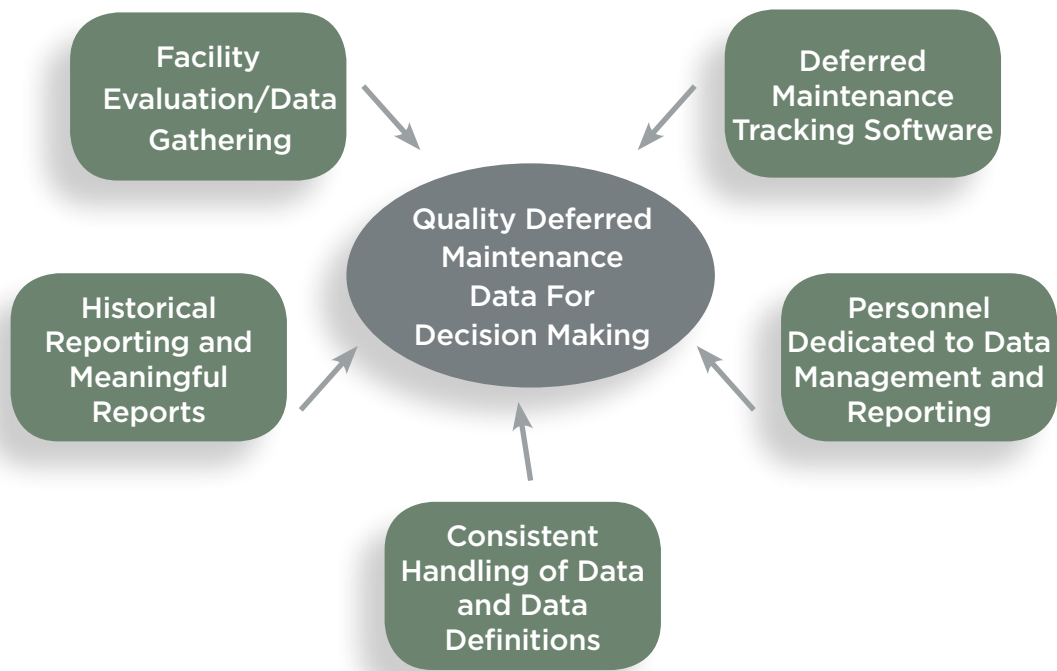 Facility
Evaluation/Data
Gathering
Deferred
Maintenance
Tracking Software
Quality Deferred
Maintenance
Data For
Decision Making
Historical
Reporting and
Meaningful
Reports
Personnel
Dedicated to Data
Management and
Reporting
Consistent
Handling of Data
and Data
Definitions